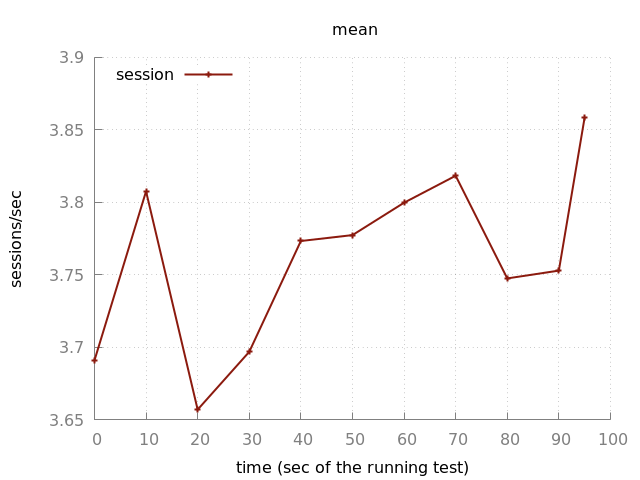 mean
3.9
session
3.85
3.8
3.75
3.7
3.65
sessions/sec
0 10 20 30 40 50 60 70 80 90 100
time (sec of the running test)